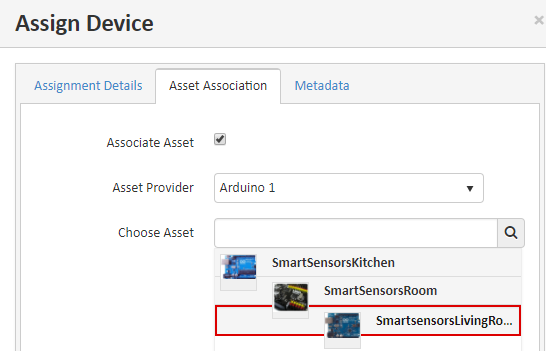 Assign Device
×
Assignment Details
Asset Association
Metadata
Associate Asset
Asset Provider
Arduino 1
Choose Asset
SmartSensorsKitchen
SmartSensorsRoom
SmartsensorsLivingRo...